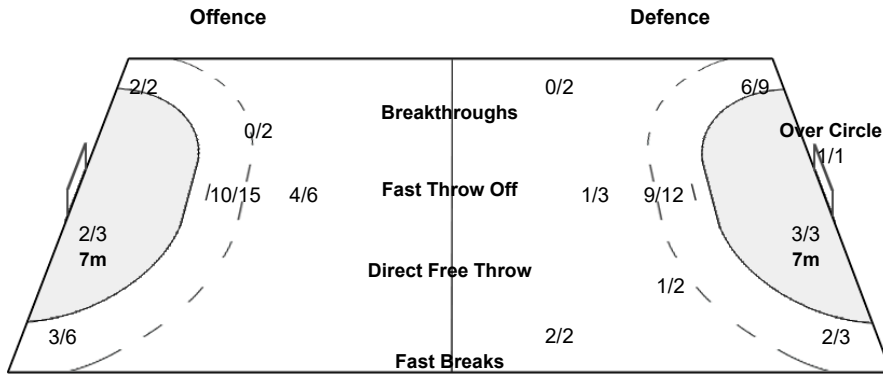 Offence Defence
2/2 0/2 6/9
Breakthroughs
0/2 Over Circle
1/1
10/15 4/6 Fast Throw Off 1/3 9/12
2/3 3/3
7m 7m
Direct Free Throw
1/2
3/6 2/2 2/3
Fast Breaks